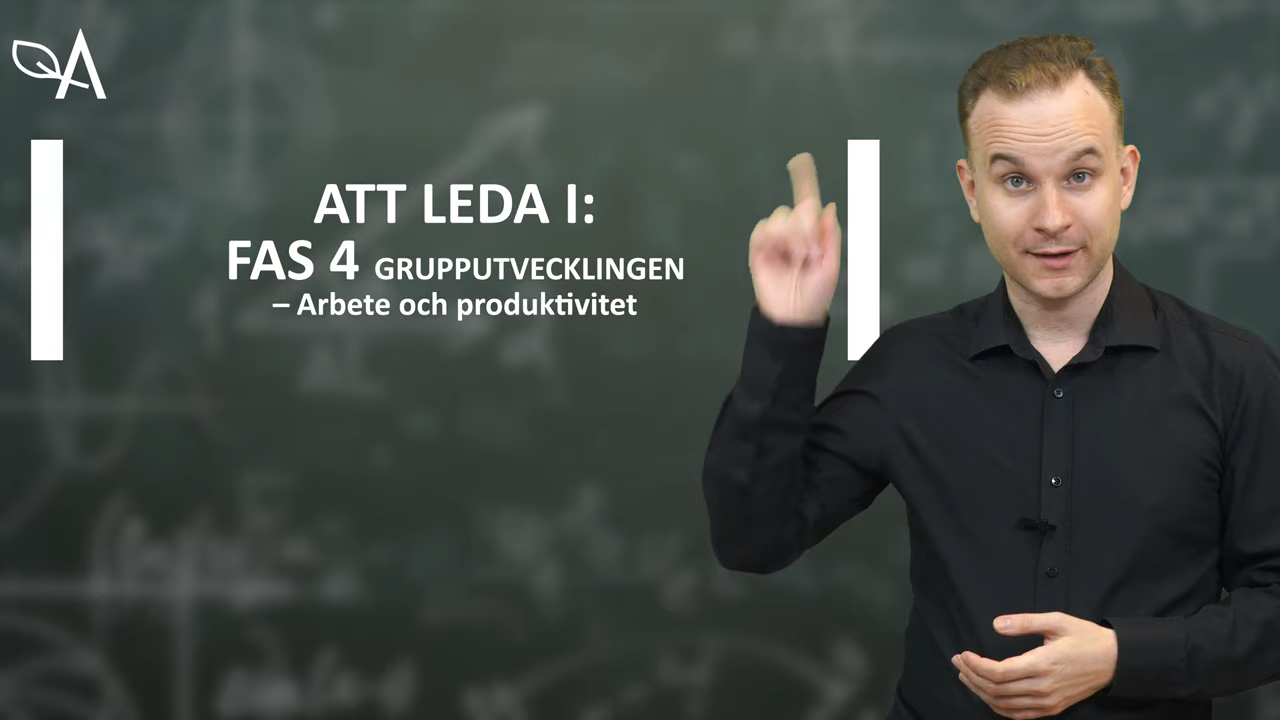 A
ATT LEDA I:
FAS 4 GRUPPUTVECKLINGEN
– Arbete och produktivitet